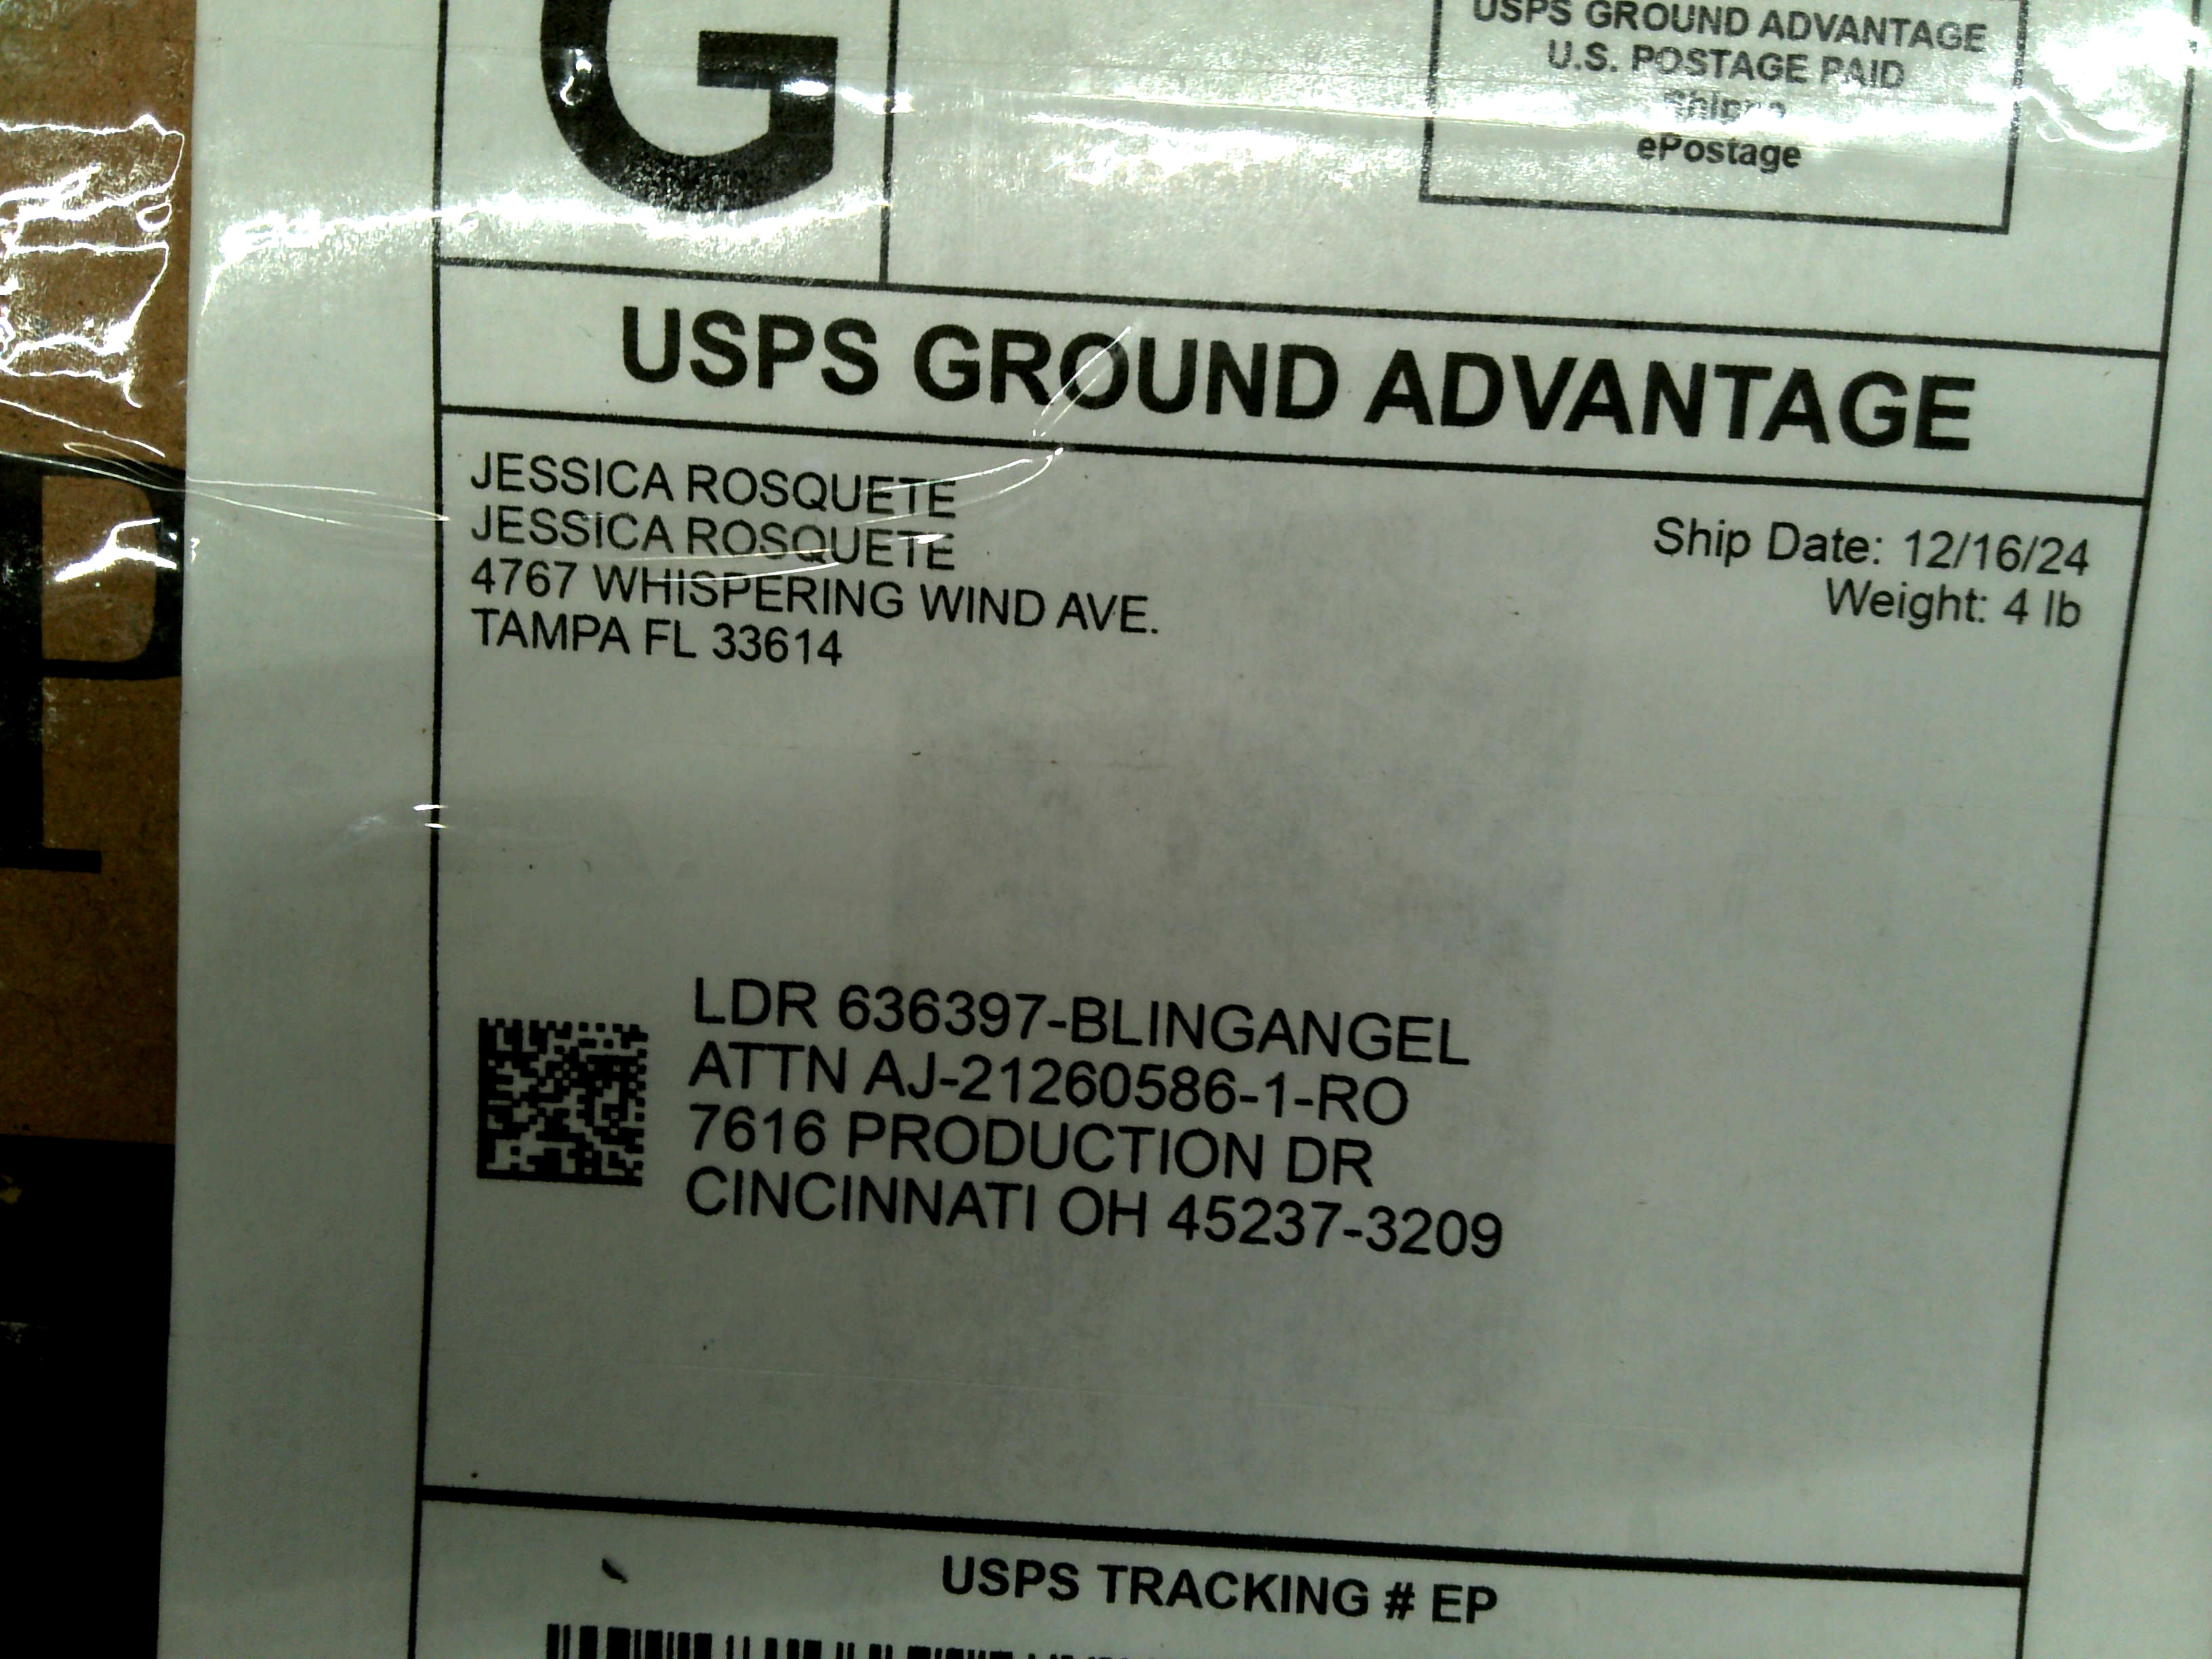 G
USPS GROUND ADVANTAGE
U.S. POSTAGE PAID
ePostage
USPS GROUND ADVANTAGE
JESSICA ROSQUETE
JESSICA ROSQUETE
4767 WHISPERING WIND AVE.
TAMPA FL 33614
Ship Date: 12/16/24
Weight: 4 lb
LDR 636397-BLINGANGEL
ATTN AJ-21260586-1-RO
7616 PRODUCTION DR
CINCINNATI OH 45237-3209
USPS TRACKING # EP
P